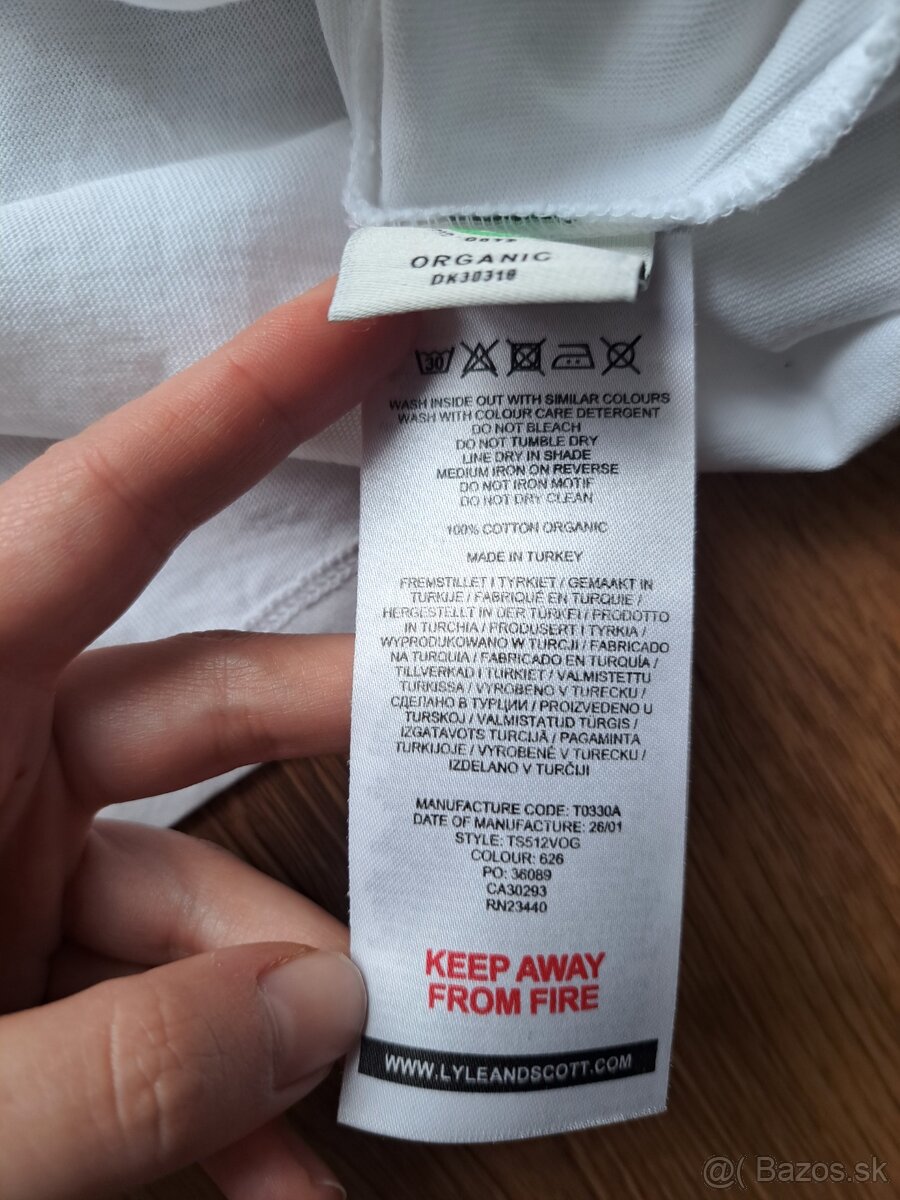 ORGANIC
DK30318
30
WASH INSIDE OUT WITH SIMILAR COLOURS
WASH WITH COLOUR CARE DETERGENT
DO NOT BLEACH
DO NOT TUMBLE DRY
LINE DRY IN SHADE
MEDIUM IRON ON REVERSE
DO NOT IRON MOTIF
DO NOT DRY CLEAN
100% COTTON ORGANIC
MADE IN TURKEY
FREMSTILLET I TYRKIET / GEMAAKT IN
TURKIJE / FABRIQUÉ EN TURQUIE /
HERGESTELLT IN DER TÜRKEI / PRODOTTO
IN TURCHIA / PRODUSERT I TYRKIA /
WYPRODUKOWANO W TURCJI / FABRICADO
NA TURQUIA / FABRICADO EN TURQUÍA /
TILLVERKAD I TURKIET / VALMISTETTU
TURKISSA / VYROBENO V TURECKU /
СДЕЛАНО В ТУРЦИИ / PROIZVEDENO U
TURSKOJ / VALMISTATUD TÜRGIS /
IZGATAVOTS TURCIJĀ / PAGAMINTA
TURKIJOJE / VYROBENÉ V TURECKU /
IZDELANO V TURČIJI
MANUFACTURE CODE: T0330A
DATE OF MANUFACTURE: 26/01
STYLE: TS512VOG
COLOUR: 626
PO: 36089
CA30293
RN23440
KEEP AWAY
FROM FIRE
WWW.LYLEANDSCOTT.COM
@( Bazos.sk